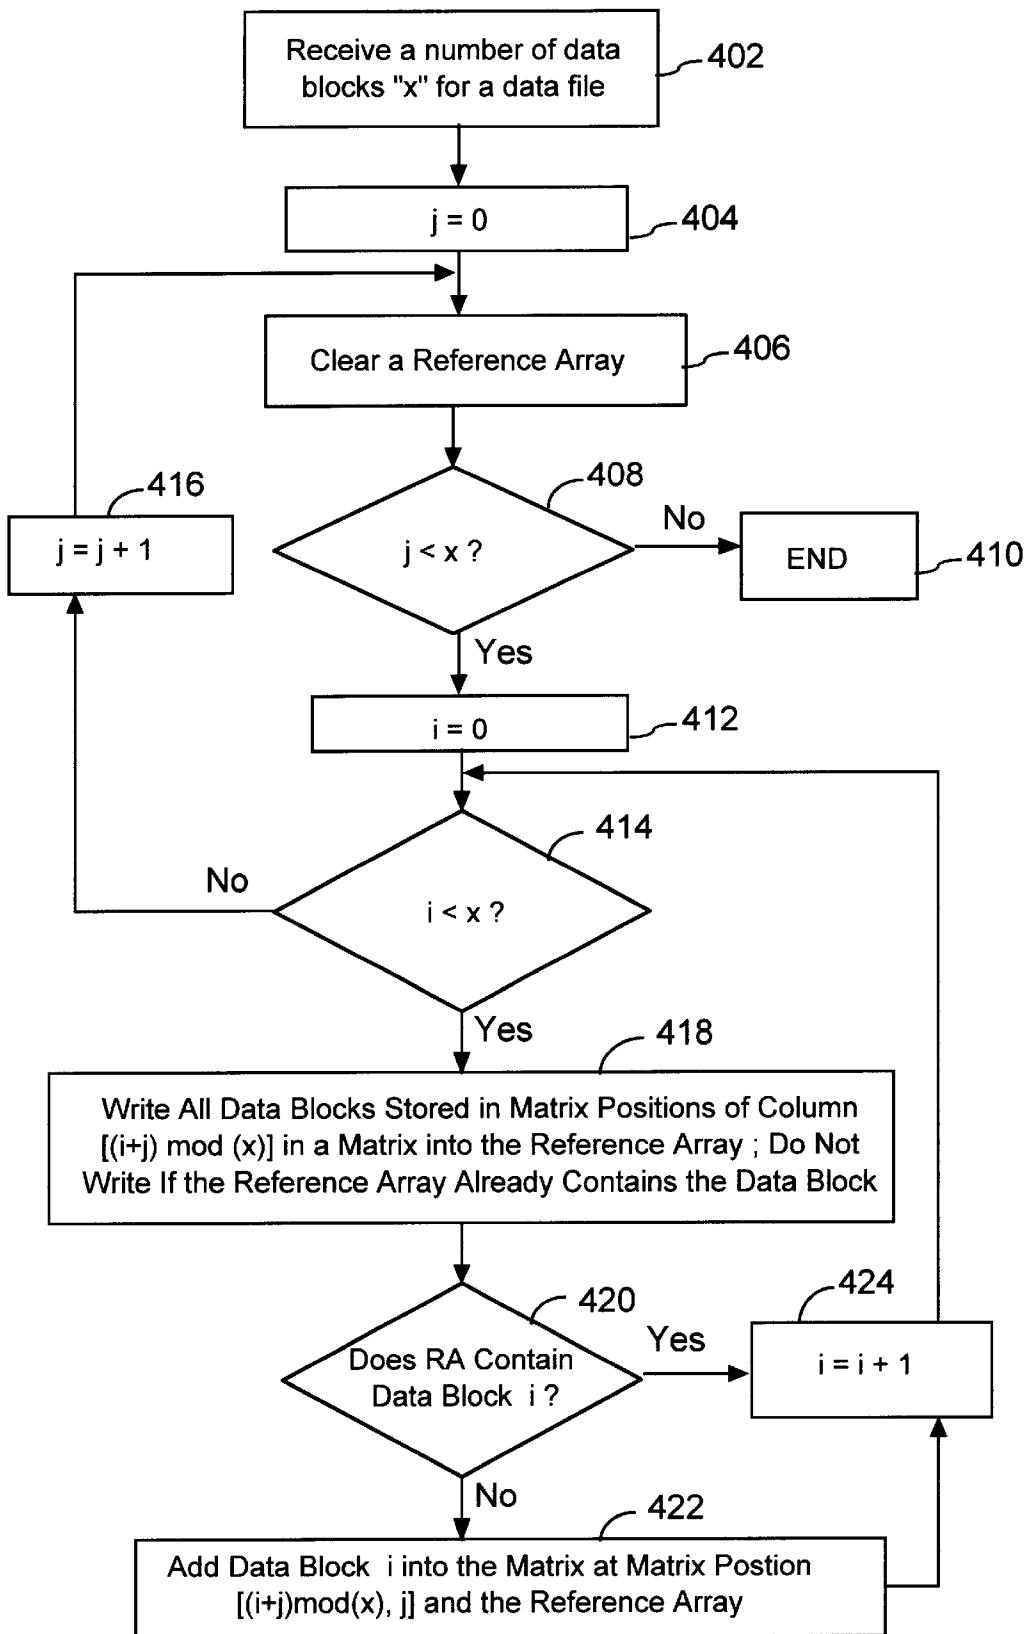 Receive a number of data
blocks "x" for a data file
402
j = 0
404
Clear a Reference Array
406
416
j = j + 1
408
j < x ?
No
END
410
Yes
i = 0
412
414
No
i < x ?
Yes
418
Write All Data Blocks Stored in Matrix Positions of Column
[(i+j) mod (x)] in a Matrix into the Reference Array ; Do Not
Write If the Reference Array Already Contains the Data Block
420
Does RA Contain
Data Block i ?
Yes
424
i = i + 1
No
422
Add Data Block i into the Matrix at Matrix Postion
[(i+j)mod(x), j] and the Reference Array